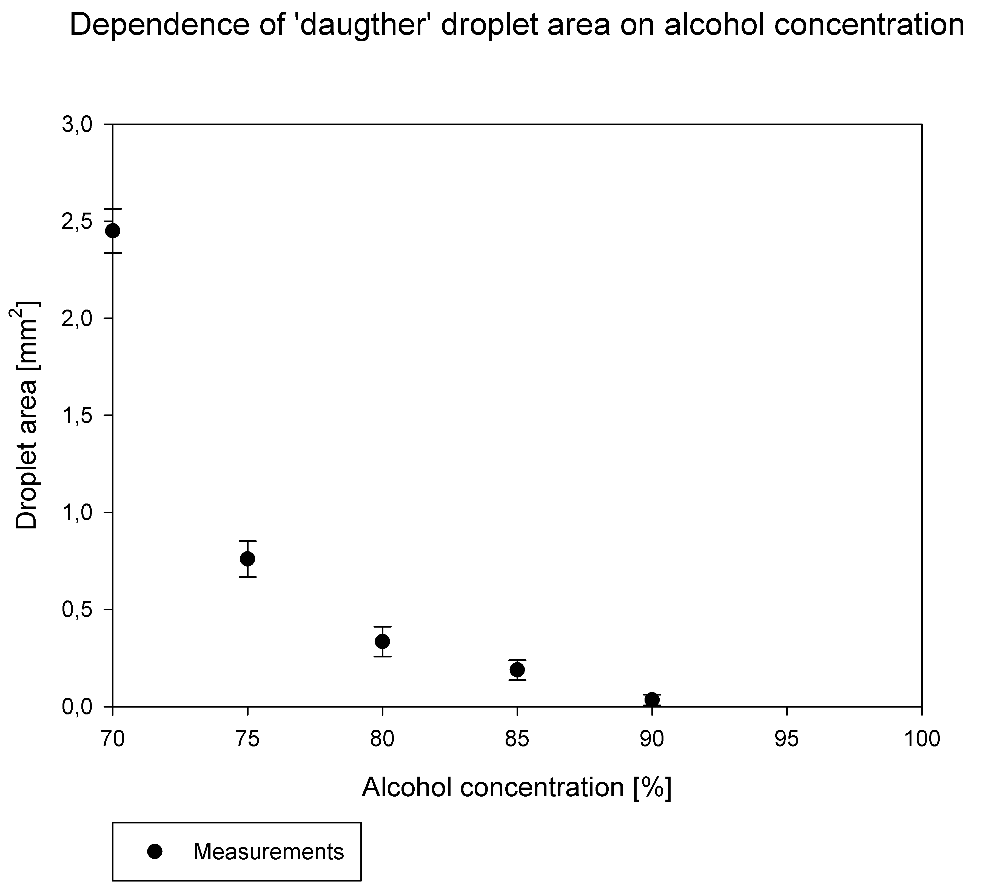 Dependence of 'daugther' droplet area on alcohol concentration
3,0
2,5
2,0
1,5
1,0
0,5
0,0
Droplet area [mm²]
70 75 80 85 90 95 100
Alcohol concentration [%]
Measurements